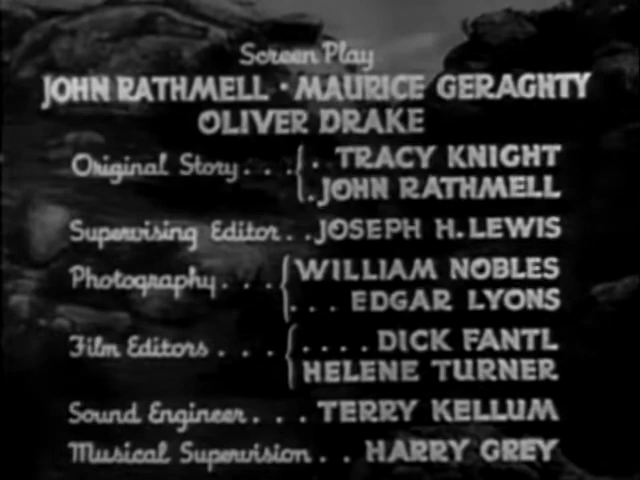 Screen Play
JOHN RATHMELL · MAURICE GERAGHTY
OLIVER DRAKE
Original Story . . . { . TRACY KNIGHT
. JOHN RATHMELL
Supervising Editor . . JOSEPH H. LEWIS
Photography . . . { WILLIAM NOBLES
. . . EDGAR LYONS
Film Editors . . . { . . . . DICK FANTL
HELENE TURNER
Sound Engineer . . . TERRY KELLUM
Musical Supervision . . HARRY GREY